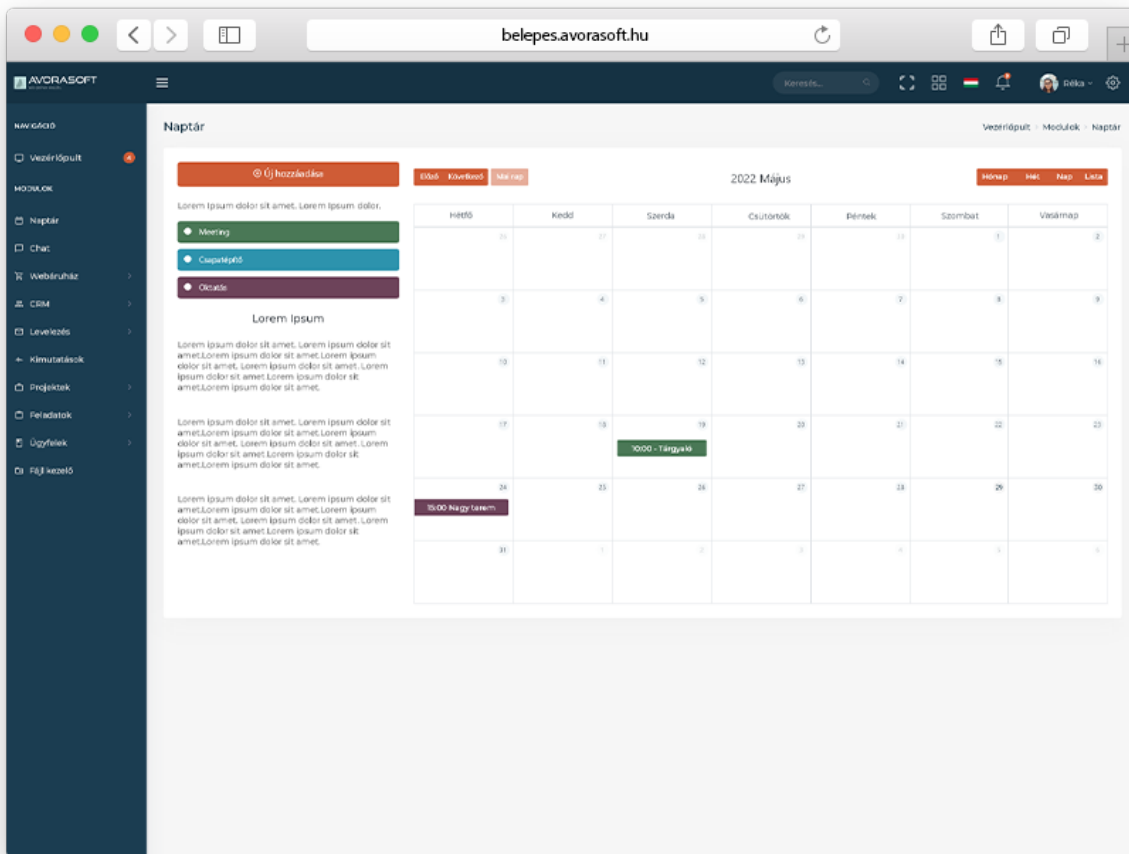 belepes.avorasoft.hu
AVORASOFT
Keresés...
Réka
NAVIGÁCIÓ
Vezérlőpult
4
MODULOK
Naptár
Chat
Webáruház
CRM
Levelezés
Kimutatások
Projektek
Feladatok
Ügyfelek
Fájl kezelő
Naptár
Vezérlőpult Modulok Naptár
Új hozzáadása
Lorem Ipsum dolor sit amet. Lorem Ipsum dolor.
Meeting
Csapatépítő
Oktatás
Lorem Ipsum
Lorem ipsum dolor sit amet. Lorem ipsum dolor sit
amet.Lorem ipsum dolor sit amet. Lorem ipsum
dolor sit amet. Lorem ipsum dolor sit amet. Lorem
ipsum dolor sit amet.Lorem ipsum dolor sit
amet.Lorem ipsum dolor sit amet.
Lorem ipsum dolor sit amet. Lorem ipsum dolor sit
amet.Lorem ipsum dolor sit amet. Lorem ipsum
dolor sit amet. Lorem ipsum dolor sit amet. Lorem
ipsum dolor sit amet.Lorem ipsum dolor sit
amet.Lorem ipsum dolor sit amet.
Lorem ipsum dolor sit amet. Lorem ipsum dolor sit
amet.Lorem ipsum dolor sit amet. Lorem ipsum
dolor sit amet. Lorem ipsum dolor sit amet. Lorem
ipsum dolor sit amet.Lorem ipsum dolor sit
amet.Lorem ipsum dolor sit amet.
Előző Következő Mai nap
2022 Május
Hónap Hét Nap Lista
Hétfő Kedd Szerda Csütörtök Péntek Szombat Vasárnap
26 27 28 29 30 1 2
3 4 5 6 7 8 9
10 11 12 13 14 15 16
17 18 19 20 21 22 23
10:00 - Tárgyaló
24 25 26 27 28 29 30
15:00 Nagy terem
31 1 2 3 4 5 6